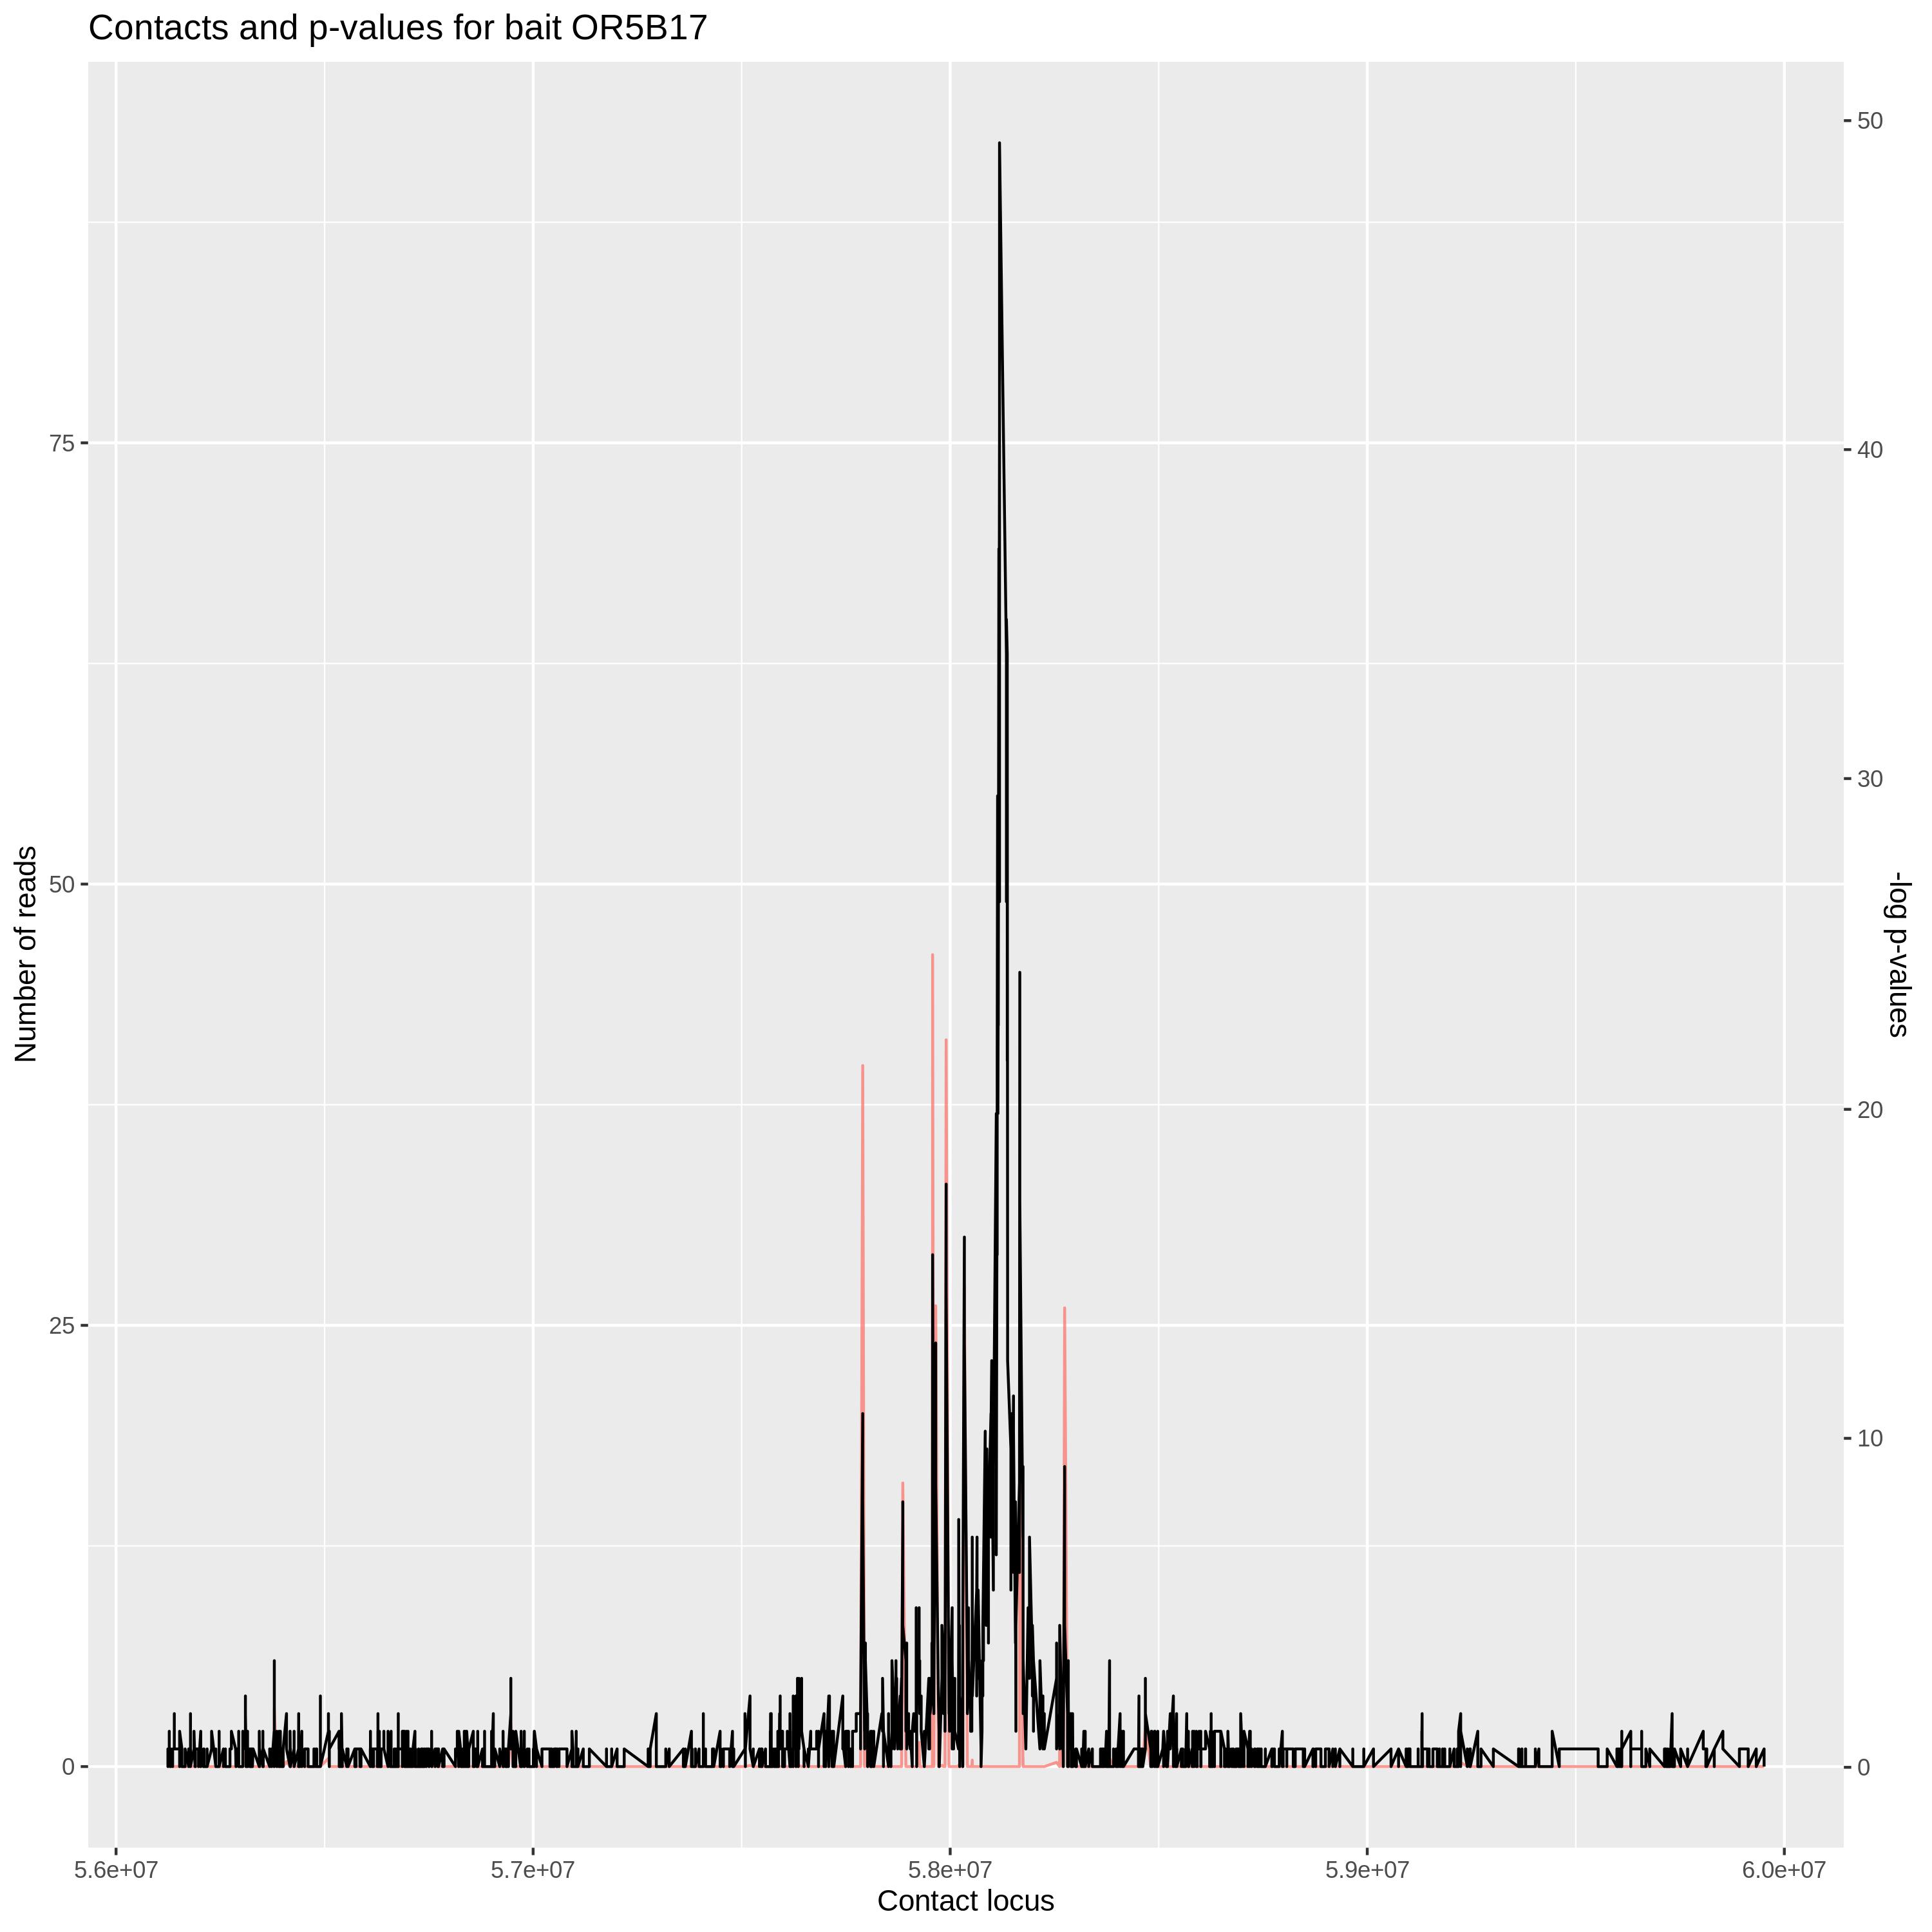 Contacts and p-values for bait OR5B17
Number of reads
75
50
25
0
50
40
30
20
10
0
-log p-values
5.6e+07 5.7e+07 5.8e+07 5.9e+07 6.0e+07
Contact locus